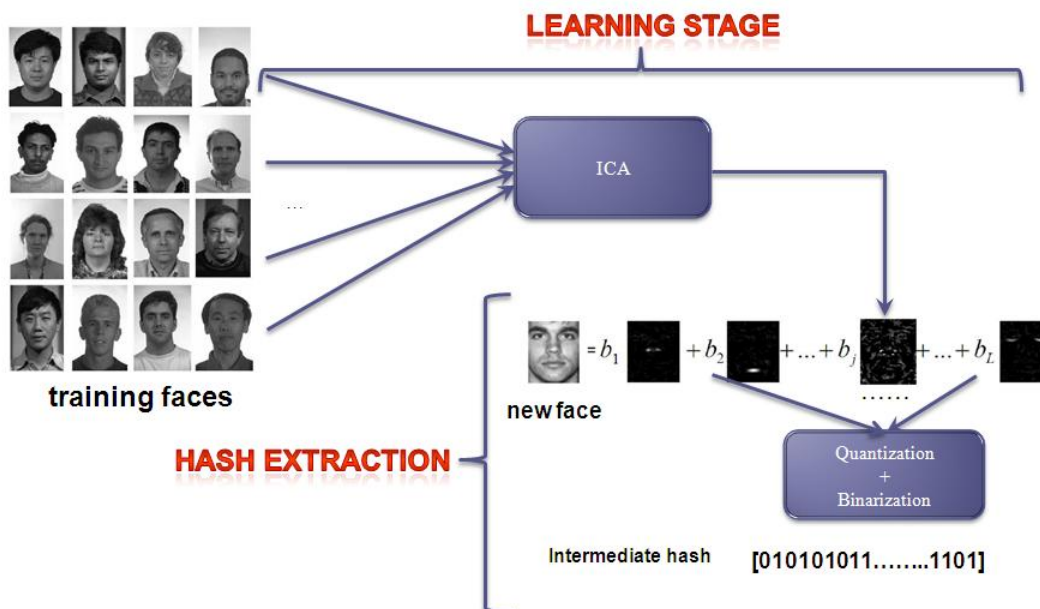 LEARNING STAGE
ICA
...
training faces
= b1 + b2 + ... + bj + ... + bL
......
new face
HASH EXTRACTION
Quantization
+
Binarization
Intermediate hash [010101011........1101]